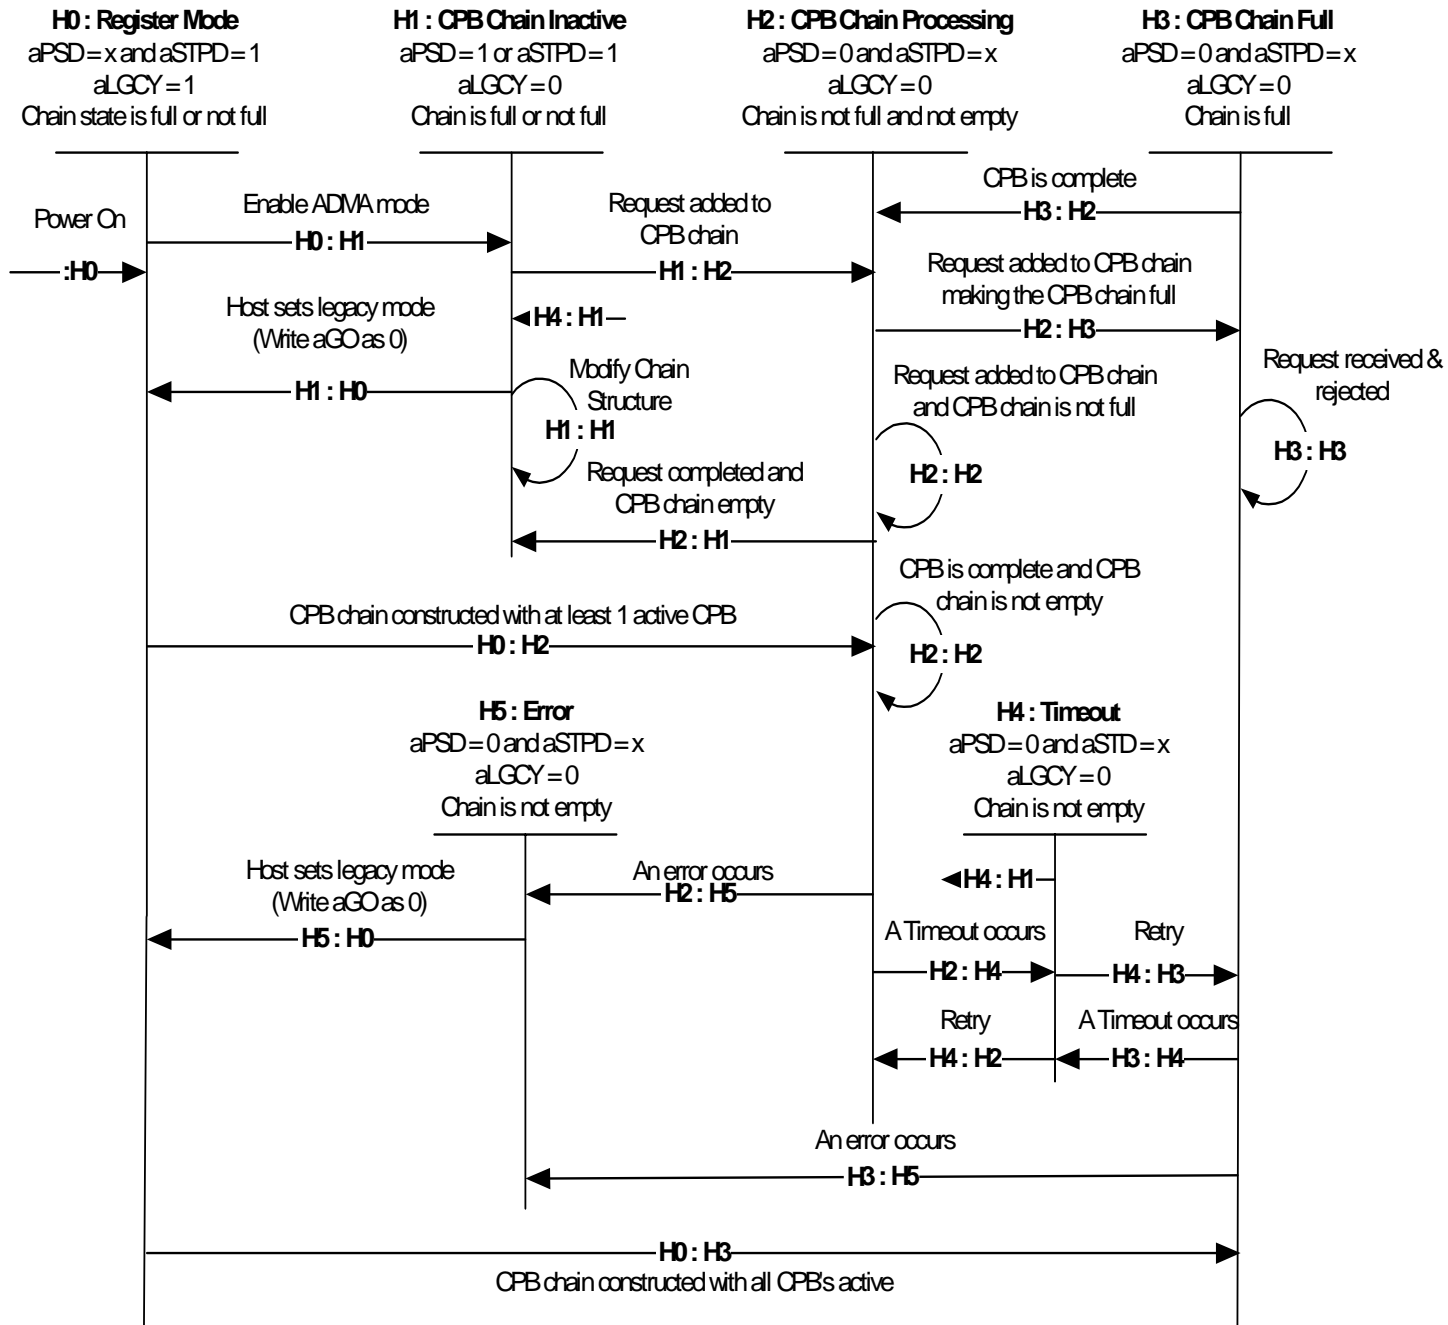 H0 : Register Mode
aPSD = x and aSTPD = 1
aLGCY = 1
Chain state is full or not full
H1 : CPB Chain Inactive
aPSD = 1 or aSTPD = 1
aLGCY = 0
Chain is full or not full
H2 : CPB Chain Processing
aPSD = 0 and aSTPD = x
aLGCY = 0
Chain is not full and not empty
H3 : CPB Chain Full
aPSD = 0 and aSTPD = x
aLGCY = 0
Chain is full
Power On
:H0
Enable ADMA mode
H0 : H1
Request added to
CPB chain
H1 : H2
CPB is complete
H3 : H2
Request added to CPB chain
making the CPB chain full
H2 : H3
Host sets legacy mode
(Write aGO as 0)
H1 : H0
H4 : H1
Modify Chain
Structure
H1 : H1
Request added to CPB chain
and CPB chain is not full
H2 : H2
Request received &
rejected
H3 : H3
Request completed and
CPB chain empty
H2 : H1
CPB is complete and CPB
chain is not empty
H2 : H2
CPB chain constructed with at least 1 active CPB
H0 : H2
H5 : Error
aPSD = 0 and aSTPD = x
aLGCY = 0
Chain is not empty
H4 : Timeout
aPSD = 0 and aSTD = x
aLGCY = 0
Chain is not empty
Host sets legacy mode
(Write aGO as 0)
H5 : H0
An error occurs
H2 : H5
H4 : H1
A Timeout occurs
H2 : H4
Retry
H4 : H3
Retry
H4 : H2
A Timeout occurs
H3 : H4
An error occurs
H3 : H5
H0 : H3
CPB chain constructed with all CPB's active